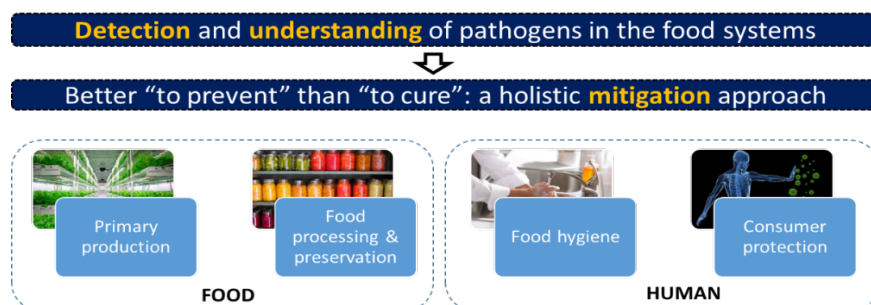 Detection and understanding of pathogens in the food systems
Better “to prevent” than “to cure”: a holistic mitigation approach
Primary
production
Food
processing &
preservation
Food hygiene
Consumer
protection
FOOD
HUMAN